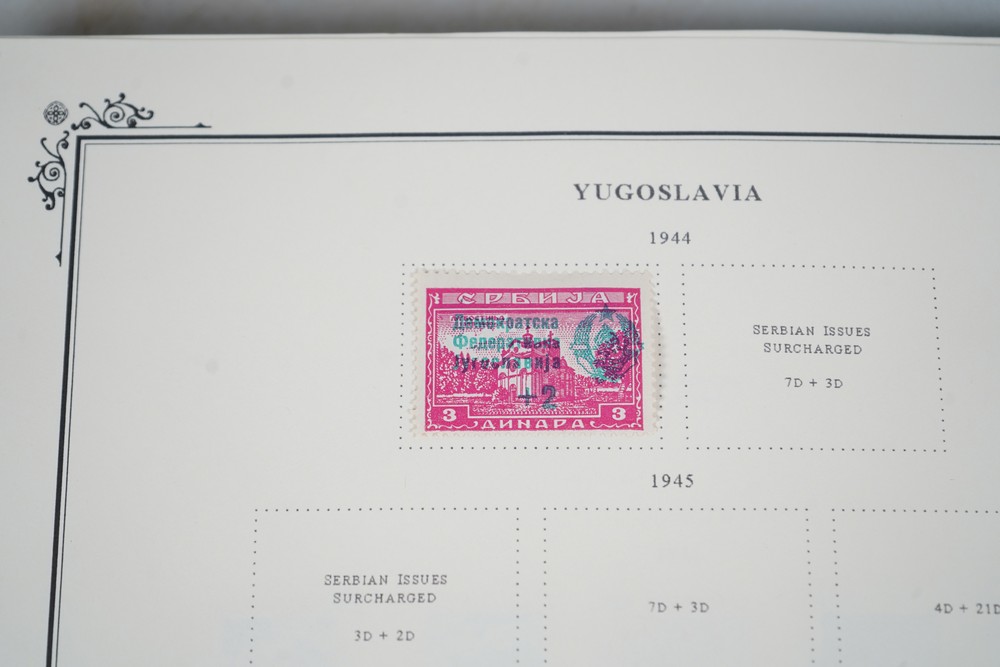 YUGOSLAVIA
1944
СРБИЈА
Демократска
Федеративна
Југославија
+2
3 3
ДИНАРА
SERBIAN ISSUES
SURCHARGED
7D + 3D
1945
SERBIAN ISSUES
SURCHARGED
3D + 2D
7D + 3D
4D + 21D